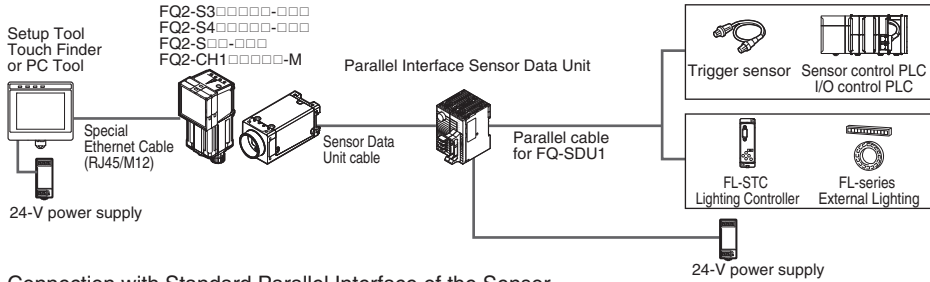 FQ2-S3□□□□□-□□□
FQ2-S4□□□□□-□□□
FQ2-S□□-□□□
FQ2-CH1□□□□□-M
Setup Tool
Touch Finder
or PC Tool
Special
Ethernet Cable
(RJ45/M12)
24-V power supply
Sensor Data
Unit cable
Parallel Interface Sensor Data Unit
Parallel cable
for FQ-SDU1
Trigger sensor
Sensor control PLC
I/O control PLC
FL-STC
Lighting Controller
FL-series
External Lighting
24-V power supply
Connection with Standard Parallel Interface of the Sensor